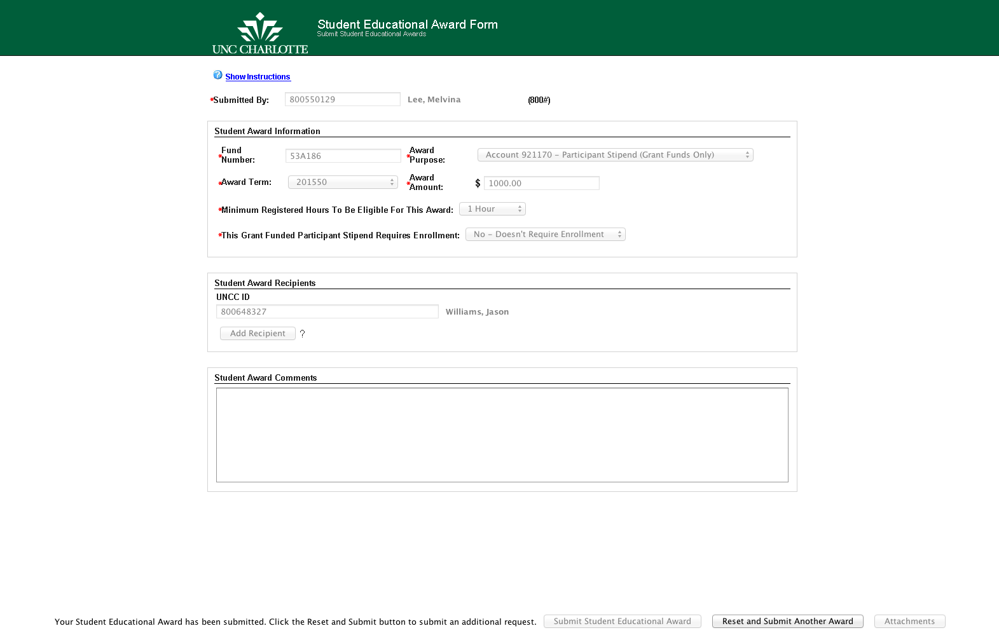 UNC CHARLOTTE
Student Educational Award Form
Submit Student Educational Awards
Show Instructions
*Submitted By: 800550129 Lee, Melvina (800#)
Student Award Information
*Fund Number: 53A186 *Award Purpose: Account 921170 – Participant Stipend (Grant Funds Only)
*Award Term: 201550 *Award Amount: $ 1000.00
*Minimum Registered Hours To Be Eligible For This Award: 1 Hour
*This Grant Funded Participant Stipend Requires Enrollment: No – Doesn't Require Enrollment
Student Award Recipients
UNCC ID
800648327 Williams, Jason
Add Recipient ?
Student Award Comments
Your Student Educational Award has been submitted. Click the Reset and Submit button to submit an additional request. Submit Student Educational Award Reset and Submit Another Award Attachments